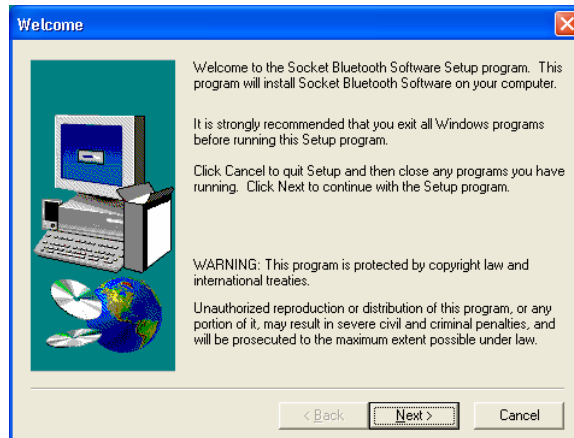 Welcome
Welcome to the Socket Bluetooth Software Setup program.  This
program will install Socket Bluetooth Software on your computer.
It is strongly recommended that you exit all Windows programs
before running this Setup program.
Click Cancel to quit Setup and then close any programs you have
running.  Click Next to continue with the Setup program.
WARNING: This program is protected by copyright law and
international treaties.
Unauthorized reproduction or distribution of this program, or any
portion of it, may result in severe civil and criminal penalties, and
will be prosecuted to the maximum extent possible under law.
< Back Next > Cancel